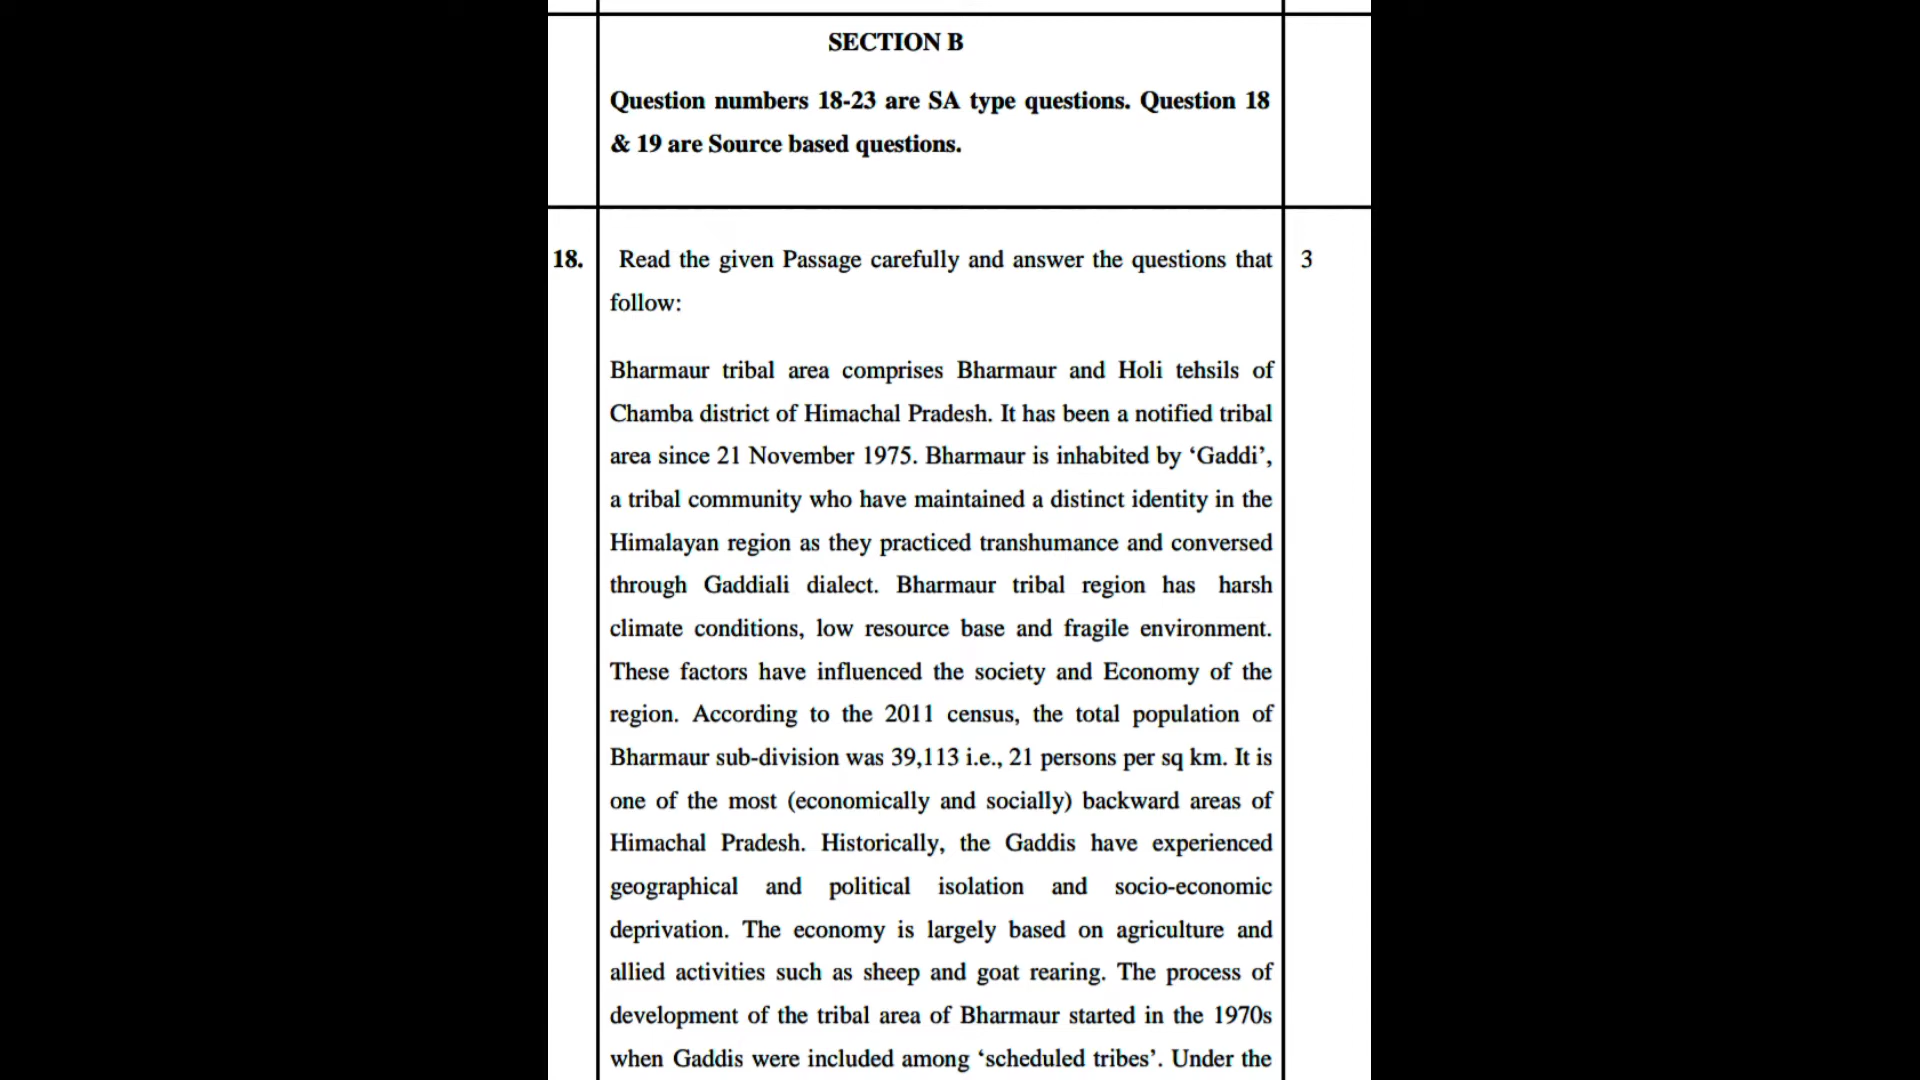 SECTION B
Question numbers 18-23 are SA type questions. Question 18
& 19 are Source based questions.
18. Read the given Passage carefully and answer the questions that 3
follow:
Bharmaur tribal area comprises Bharmaur and Holi tehsils of
Chamba district of Himachal Pradesh. It has been a notified tribal
area since 21 November 1975. Bharmaur is inhabited by ‘Gaddi’,
a tribal community who have maintained a distinct identity in the
Himalayan region as they practiced transhumance and conversed
through Gaddiali dialect. Bharmaur tribal region has harsh
climate conditions, low resource base and fragile environment.
These factors have influenced the society and Economy of the
region. According to the 2011 census, the total population of
Bharmaur sub-division was 39,113 i.e., 21 persons per sq km. It is
one of the most (economically and socially) backward areas of
Himachal Pradesh. Historically, the Gaddis have experienced
geographical and political isolation and socio-economic
deprivation. The economy is largely based on agriculture and
allied activities such as sheep and goat rearing. The process of
development of the tribal area of Bharmaur started in the 1970s
when Gaddis were included among ‘scheduled tribes’. Under the